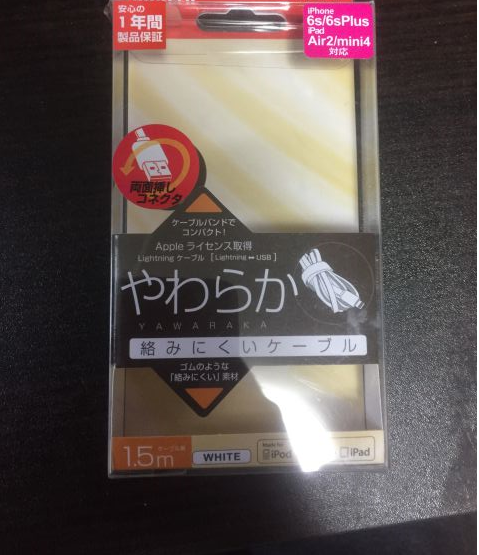 安心の
1年間
製品保証
iPhone
6s/6sPlus
iPad
Air2/mini4
対応
両面挿し
コネクタ
ケーブルバンドで
コンパクト!
Apple ライセンス取得
Lightning ケーブル [Lightning ⇔ USB]
やわらか
YAWARAKA
絡みにくいケーブル
ゴムのような
「絡みにくい」素材
ケーブル長
1.5m
WHITE
Made for
iPod
iPad